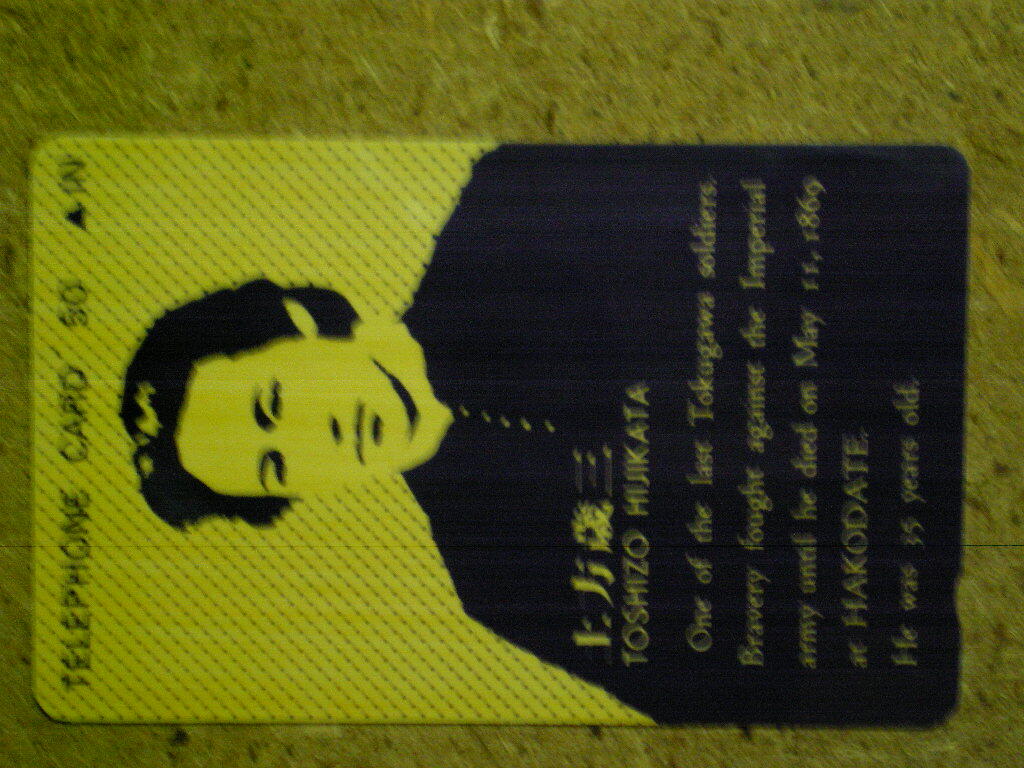 TELEPHONE CARD 50 ▲IN
土方歳三
TOSHIZO HIJIKATA
One of the last Tokugawa soldiers.
Bravery fought against the Imperial
army until he died on May 11, 1869
at HAKODATE.
He was 35 years old.